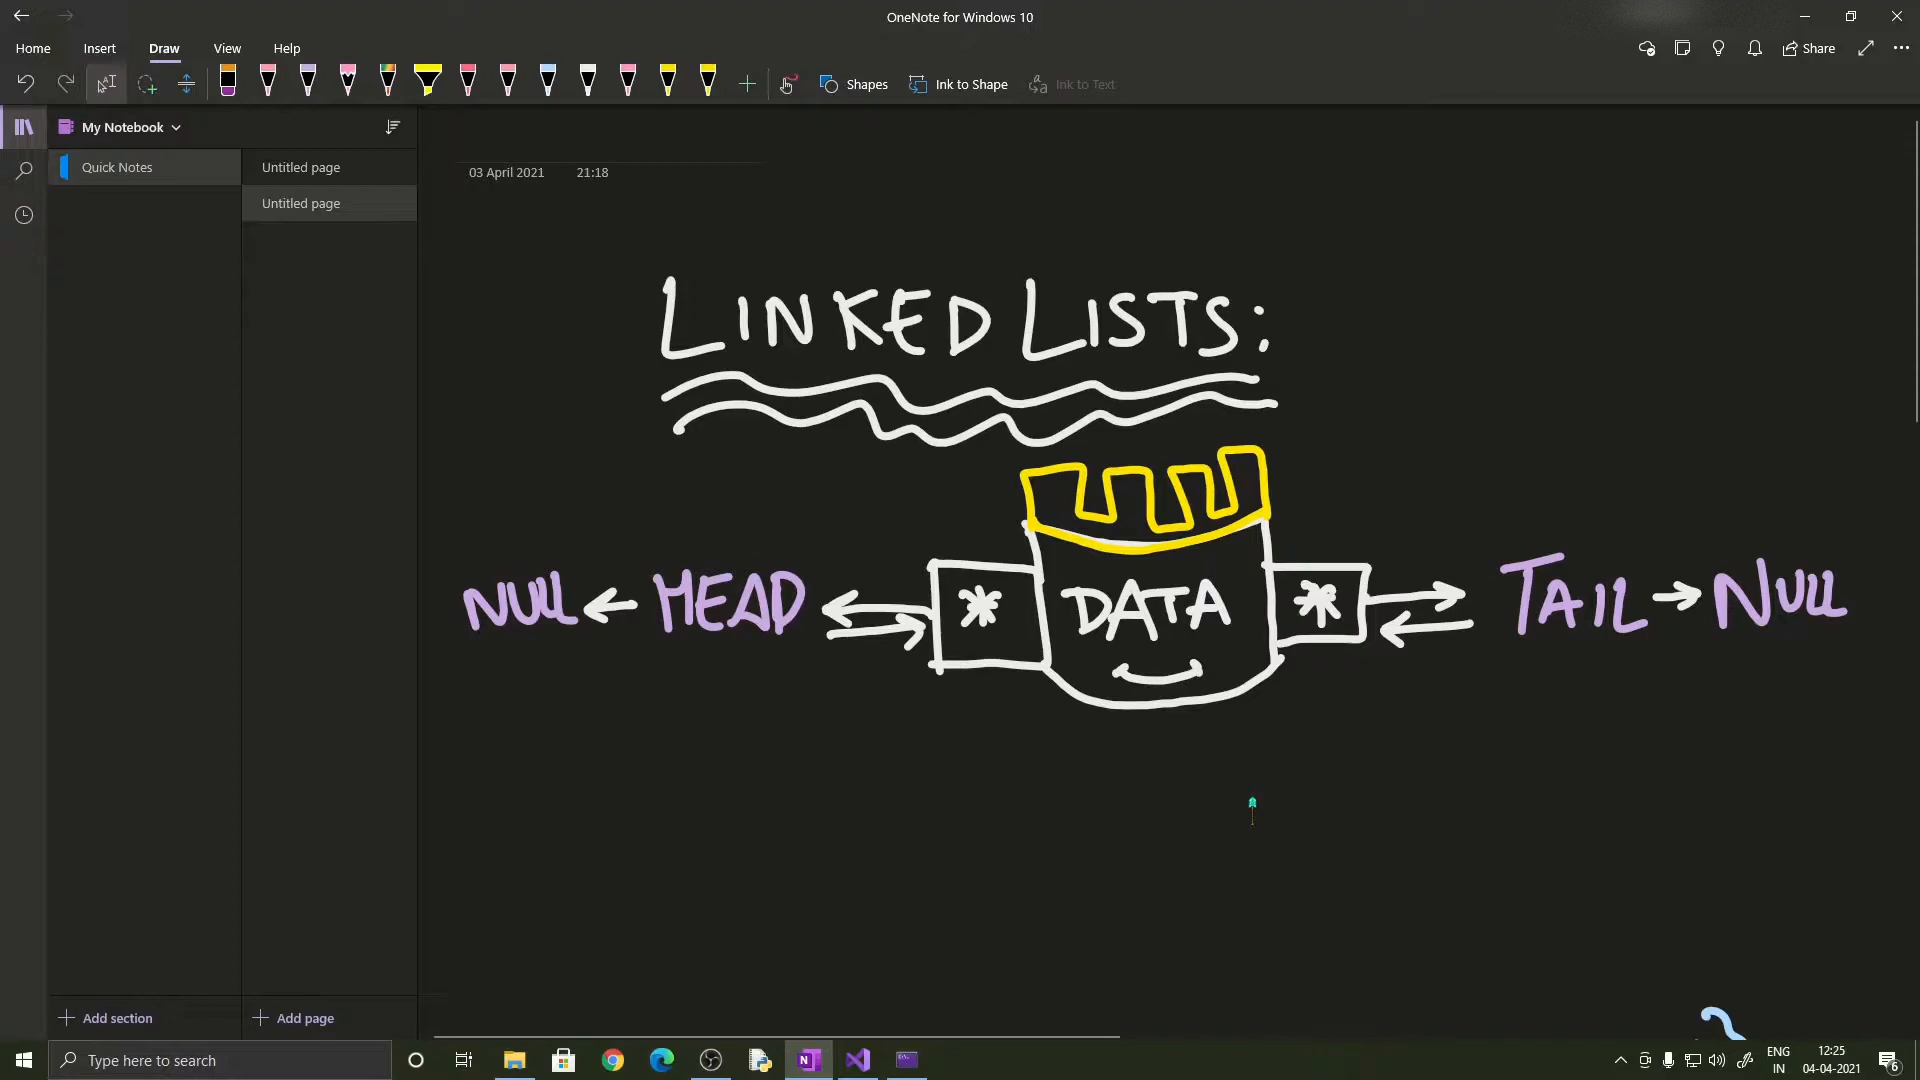 OneNote for Windows 10
Home Insert Draw View Help
Share
Shapes Ink to Shape Ink to Text
My Notebook
Quick Notes
Untitled page
Untitled page
03 April 2021 21:18
LINKED LISTS:
NULL ← HEAD * DATA * TAIL → NULL
Add section
Add page
Type here to search
ENG
IN
12:25
04-04-2021
6